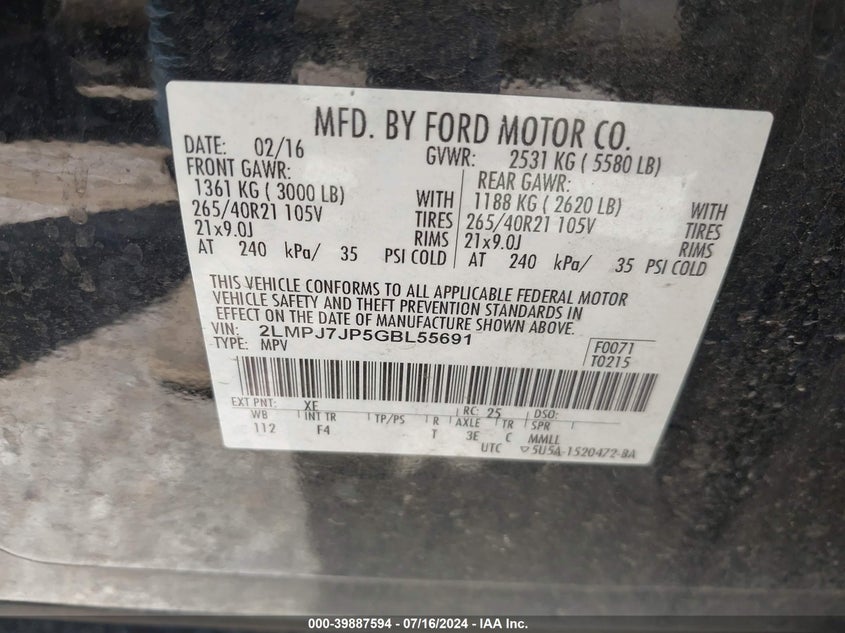 MFD. BY FORD MOTOR CO.
DATE: 02/16 GVWR: 2531 KG ( 5580 LB)
FRONT GAWR: REAR GAWR:
1361 KG ( 3000 LB) WITH 1188 KG ( 2620 LB) WITH
265/40R21 105V TIRES 265/40R21 105V TIRES
21x9.0J RIMS 21x9.0J RIMS
AT 240 kPa/ 35 PSI COLD AT 240 kPa/ 35 PSI COLD
THIS VEHICLE CONFORMS TO ALL APPLICABLE FEDERAL MOTOR
VEHICLE SAFETY AND THEFT PREVENTION STANDARDS IN
EFFECT ON THE DATE OF MANUFACTURE SHOWN ABOVE.
VIN: 2LMPJ7JP5GBL55691
TYPE: MPV
F0071
T0215
EXT PNT: XE RC: 25 DSO:
WB INT TR TP/PS R AXLE TR SPR
112 F4 T 3E C MMLL
UTC ▽5U5A-1520472-BA
000-39887594 / 07/16/2024 - IAA Inc.